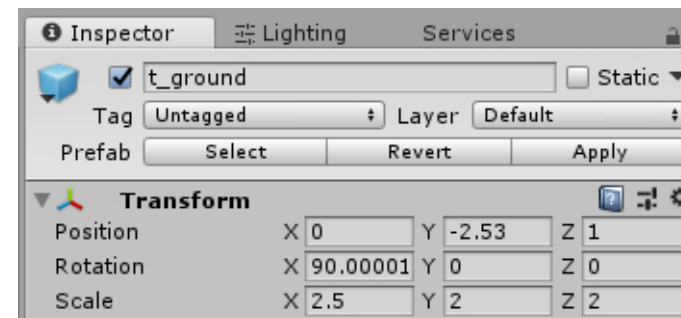 Inspector Lighting Services
t_ground Static
Tag Untagged Layer Default
Prefab Select Revert Apply
Transform
Position X 0 Y -2.53 Z 1
Rotation X 90.00001 Y 0 Z 0
Scale X 2.5 Y 2 Z 2